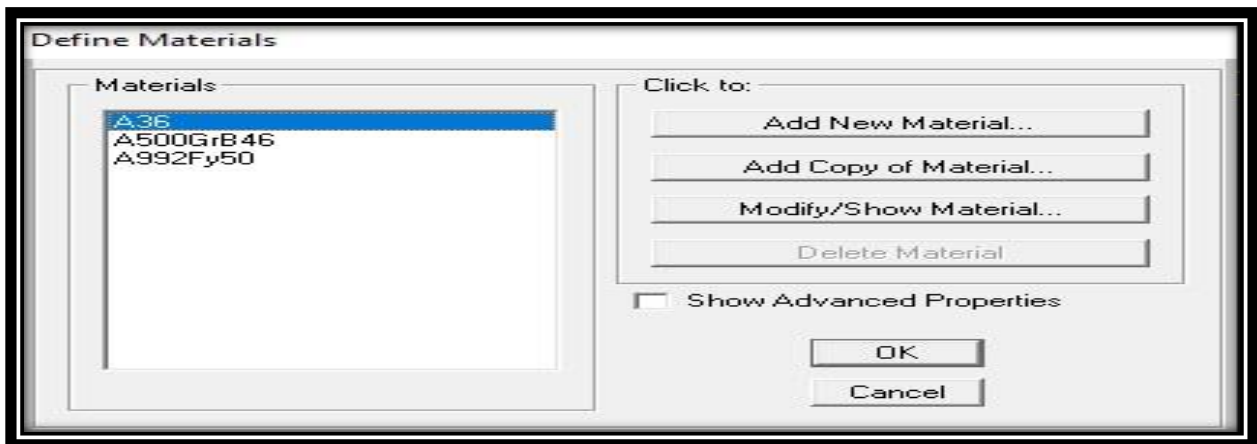 Define Materials
Materials
A36
A500GrB46
A992Fy50
Click to:
Add New Material...
Add Copy of Material...
Modify/Show Material...
Delete Material
Show Advanced Properties
OK
Cancel